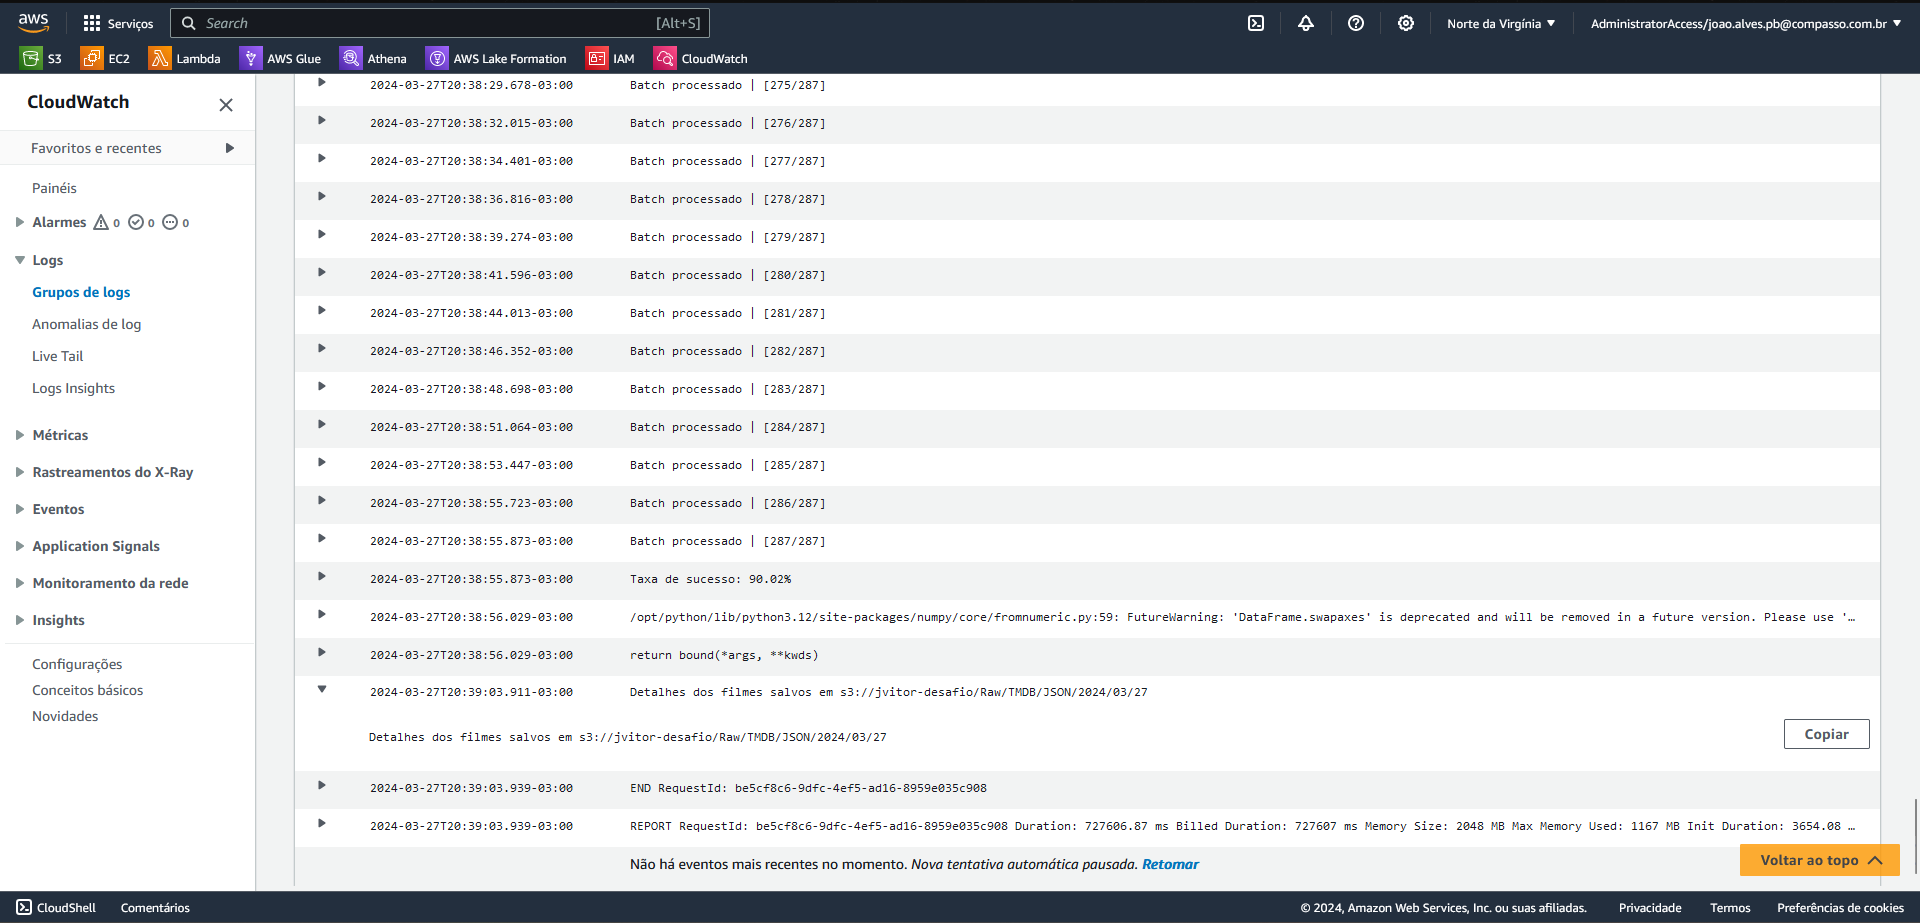 aws
Serviços
Search
[Alt+S]
Norte da Virgínia
AdministratorAccess/joao.alves.pb@compasso.com.br
S3
EC2
Lambda
AWS Glue
Athena
AWS Lake Formation
IAM
CloudWatch
CloudWatch
Favoritos e recentes
Painéis
Alarmes 0 0 0
Logs
Grupos de logs
Anomalias de log
Live Tail
Logs Insights
Métricas
Rastreamentos do X-Ray
Eventos
Application Signals
Monitoramento da rede
Insights
Configurações
Conceitos básicos
Novidades
2024-03-27T20:38:29.678-03:00 Batch processado | [275/287]
2024-03-27T20:38:32.015-03:00 Batch processado | [276/287]
2024-03-27T20:38:34.401-03:00 Batch processado | [277/287]
2024-03-27T20:38:36.816-03:00 Batch processado | [278/287]
2024-03-27T20:38:39.274-03:00 Batch processado | [279/287]
2024-03-27T20:38:41.596-03:00 Batch processado | [280/287]
2024-03-27T20:38:44.013-03:00 Batch processado | [281/287]
2024-03-27T20:38:46.352-03:00 Batch processado | [282/287]
2024-03-27T20:38:48.698-03:00 Batch processado | [283/287]
2024-03-27T20:38:51.064-03:00 Batch processado | [284/287]
2024-03-27T20:38:53.447-03:00 Batch processado | [285/287]
2024-03-27T20:38:55.723-03:00 Batch processado | [286/287]
2024-03-27T20:38:55.873-03:00 Batch processado | [287/287]
2024-03-27T20:38:55.873-03:00 Taxa de sucesso: 90.02%
2024-03-27T20:38:56.029-03:00 /opt/python/lib/python3.12/site-packages/numpy/core/fromnumeric.py:59: FutureWarning: 'DataFrame.swapaxes' is deprecated and will be removed in a future version. Please use '…
2024-03-27T20:38:56.029-03:00 return bound(*args, **kwds)
2024-03-27T20:39:03.911-03:00 Detalhes dos filmes salvos em s3://jvitor-desafio/Raw/TMDB/JSON/2024/03/27
Detalhes dos filmes salvos em s3://jvitor-desafio/Raw/TMDB/JSON/2024/03/27
Copiar
2024-03-27T20:39:03.939-03:00 END RequestId: be5cf8c6-9dfc-4ef5-ad16-8959e035c908
2024-03-27T20:39:03.939-03:00 REPORT RequestId: be5cf8c6-9dfc-4ef5-ad16-8959e035c908 Duration: 727606.87 ms Billed Duration: 727607 ms Memory Size: 2048 MB Max Memory Used: 1167 MB Init Duration: 3654.08 …
Não há eventos mais recentes no momento. Nova tentativa automática pausada. Retomar
Voltar ao topo
CloudShell
Comentários
© 2024, Amazon Web Services, Inc. ou suas afiliadas.
Privacidade
Termos
Preferências de cookies